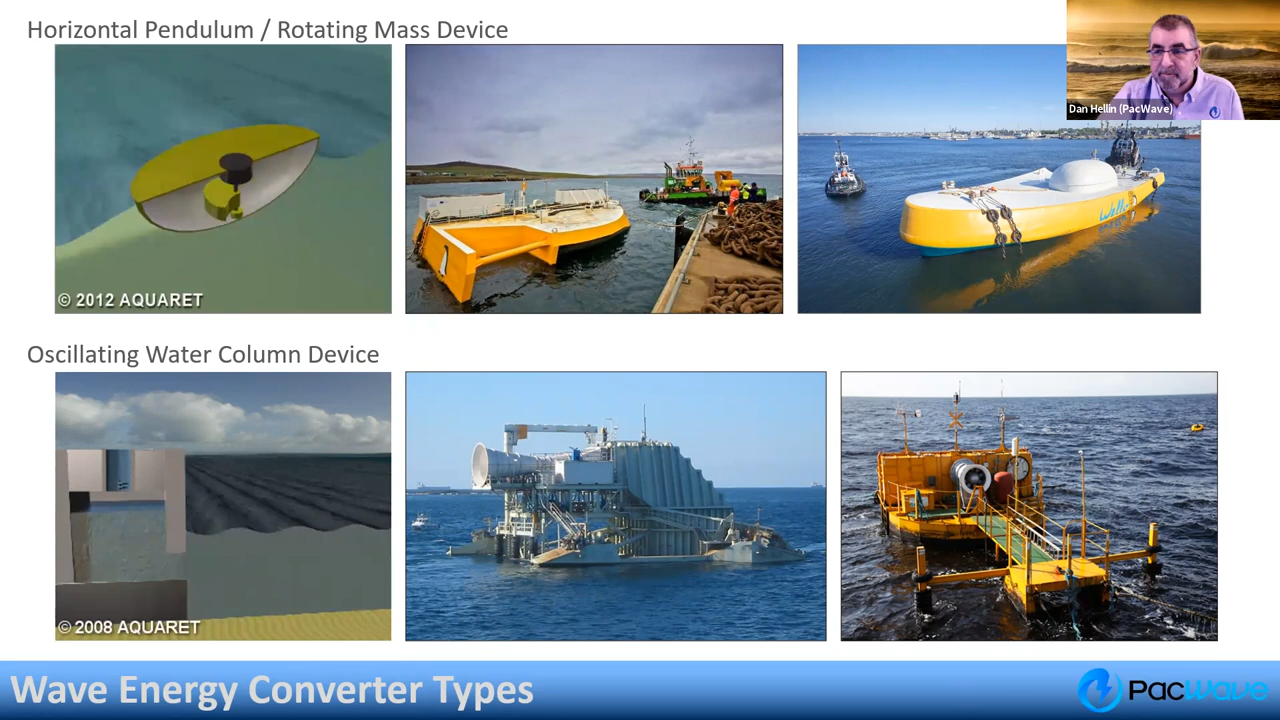 Horizontal Pendulum / Rotating Mass Device
Dan Hellin (PacWave)
© 2012 AQUARET
Oscillating Water Column Device
© 2008 AQUARET
Wave Energy Converter Types
PacWave